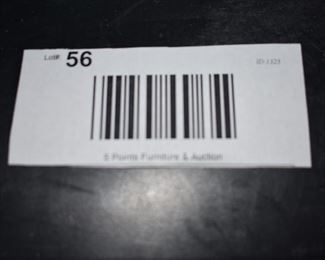 Lot#: 56 ID 1323
5 Points Furniture & Auction